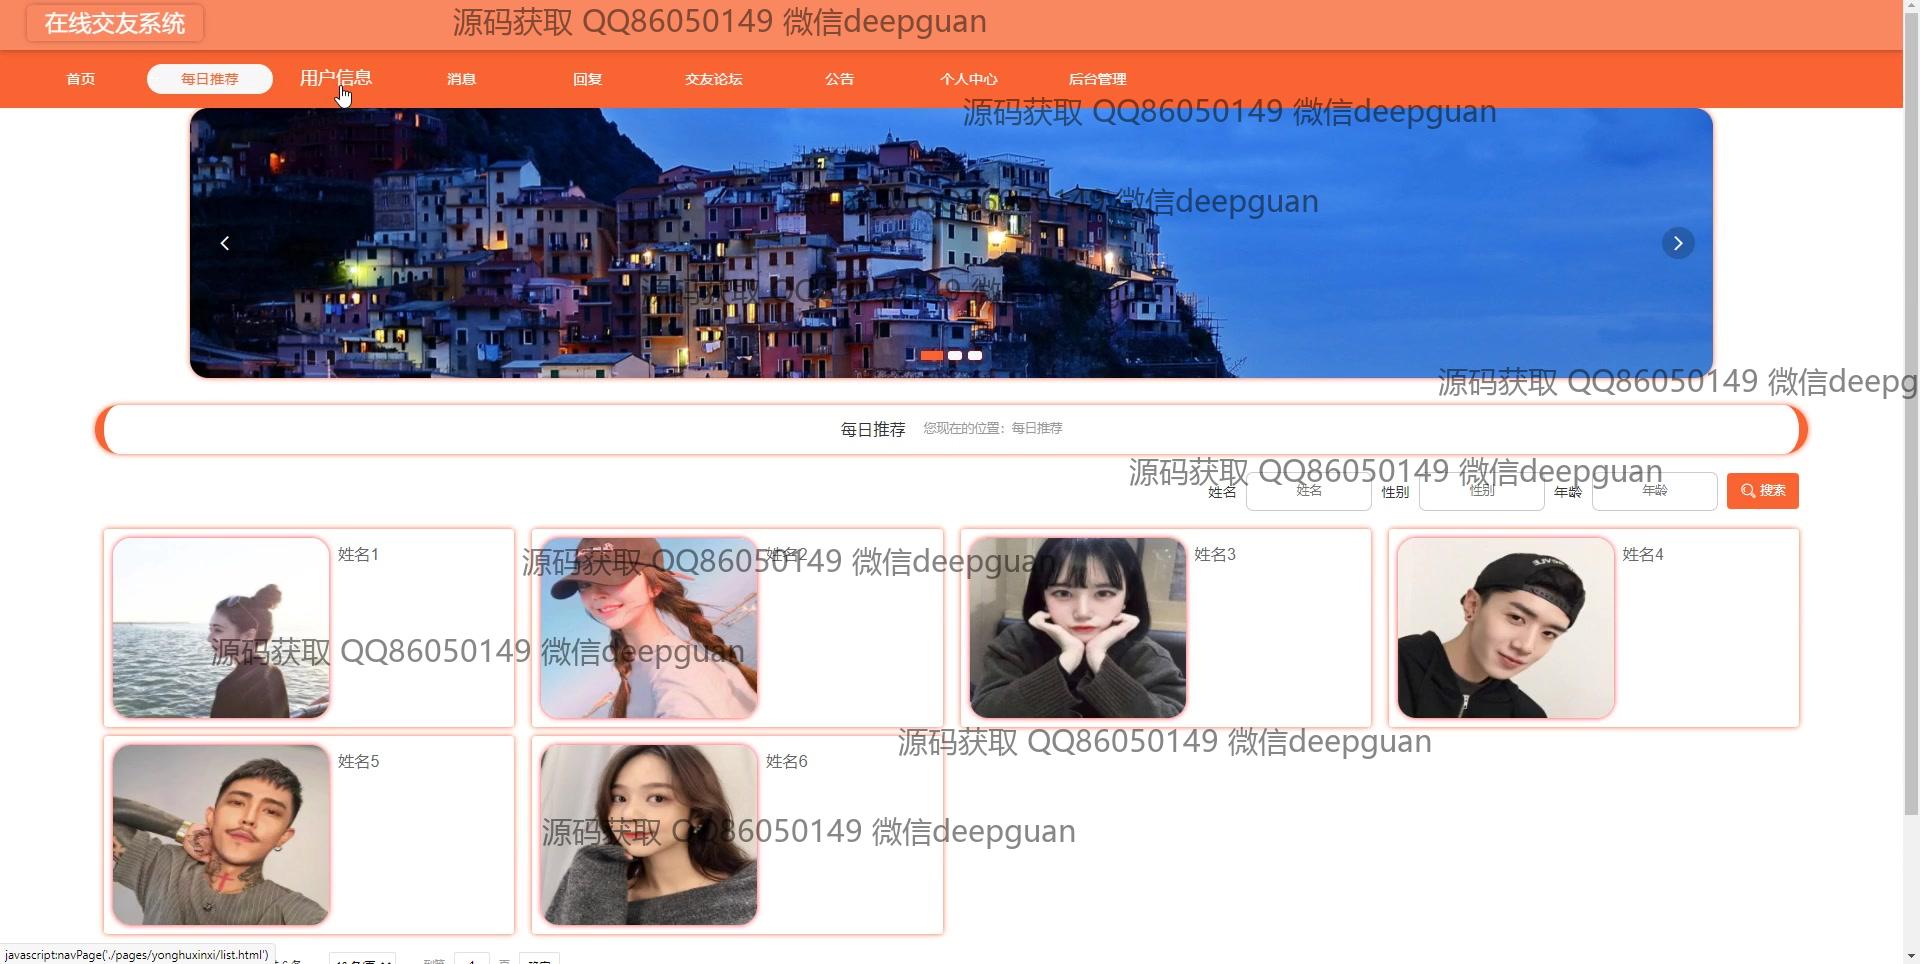 在线交友系统
源码获取 QQ86050149 微信deepguan
首页
每日推荐
用户信息
消息
回复
交友论坛
公告
个人中心
后台管理
源码获取 QQ86050149 微信deepguan
微信deepguan
源码获取 QQ86050149 微信deepg
每日推荐
您现在的位置：每日推荐
源码获取 QQ86050149 微信deepguan
姓名
姓名
性别
性别
年龄
年龄
搜索
姓名1
姓名2
姓名3
姓名4
源码获取 QQ86050149 微信deepguan
源码获取 QQ86050149 微信deepguan
源码获取 QQ86050149 微信deepguan
姓名5
姓名6
源码获取 QQ86050149 微信deepguan
javascript:navPage('./pages/yonghuxinxi/list.html')